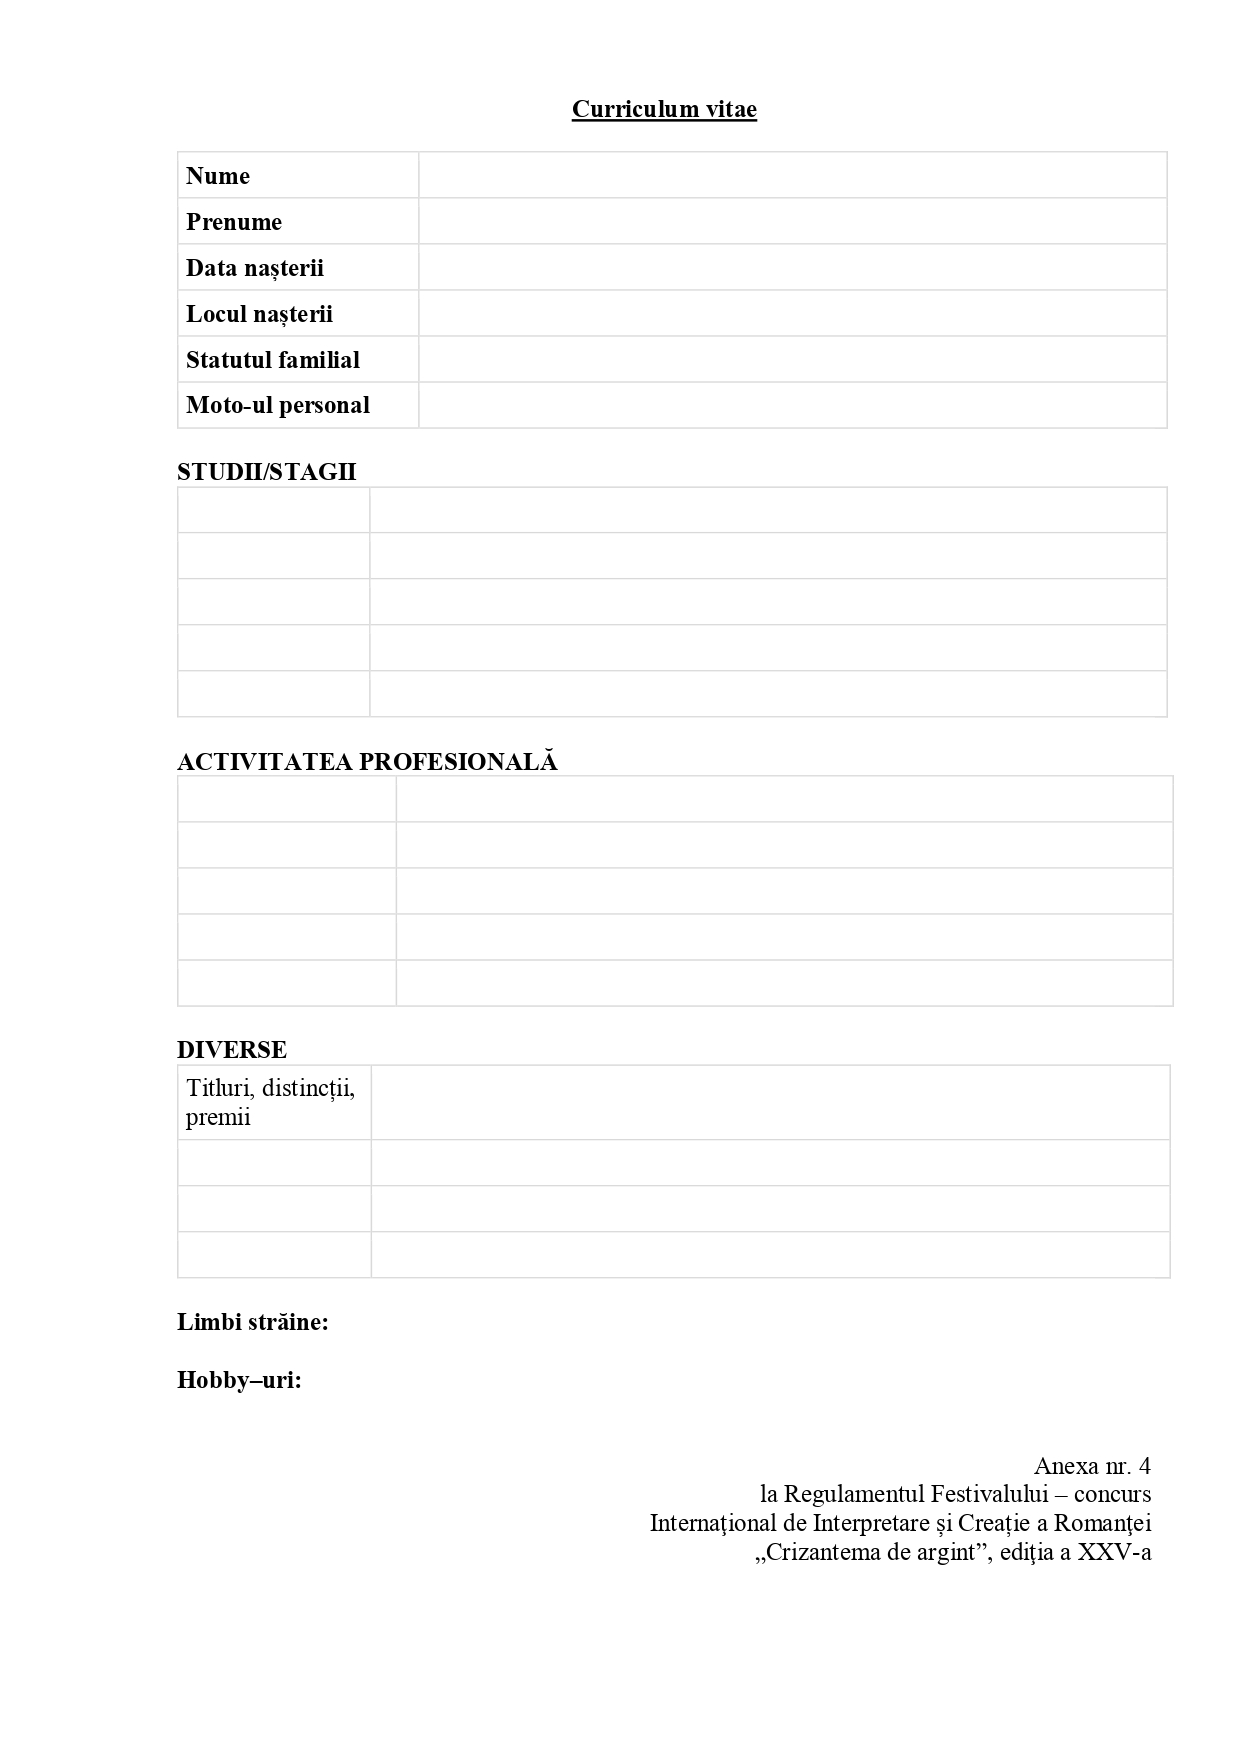 Curriculum vitae
Nume
Prenume
Data nașterii
Locul nașterii
Statutul familial
Moto-ul personal
STUDII/STAGII
ACTIVITATEA PROFESIONALĂ
DIVERSE
Titluri, distincții,
premii
Limbi străine:
Hobby–uri:
Anexa nr. 4
la Regulamentul Festivalului – concurs
Internaţional de Interpretare și Creație a Romanţei
„Crizantema de argint”, ediţia a XXV-a